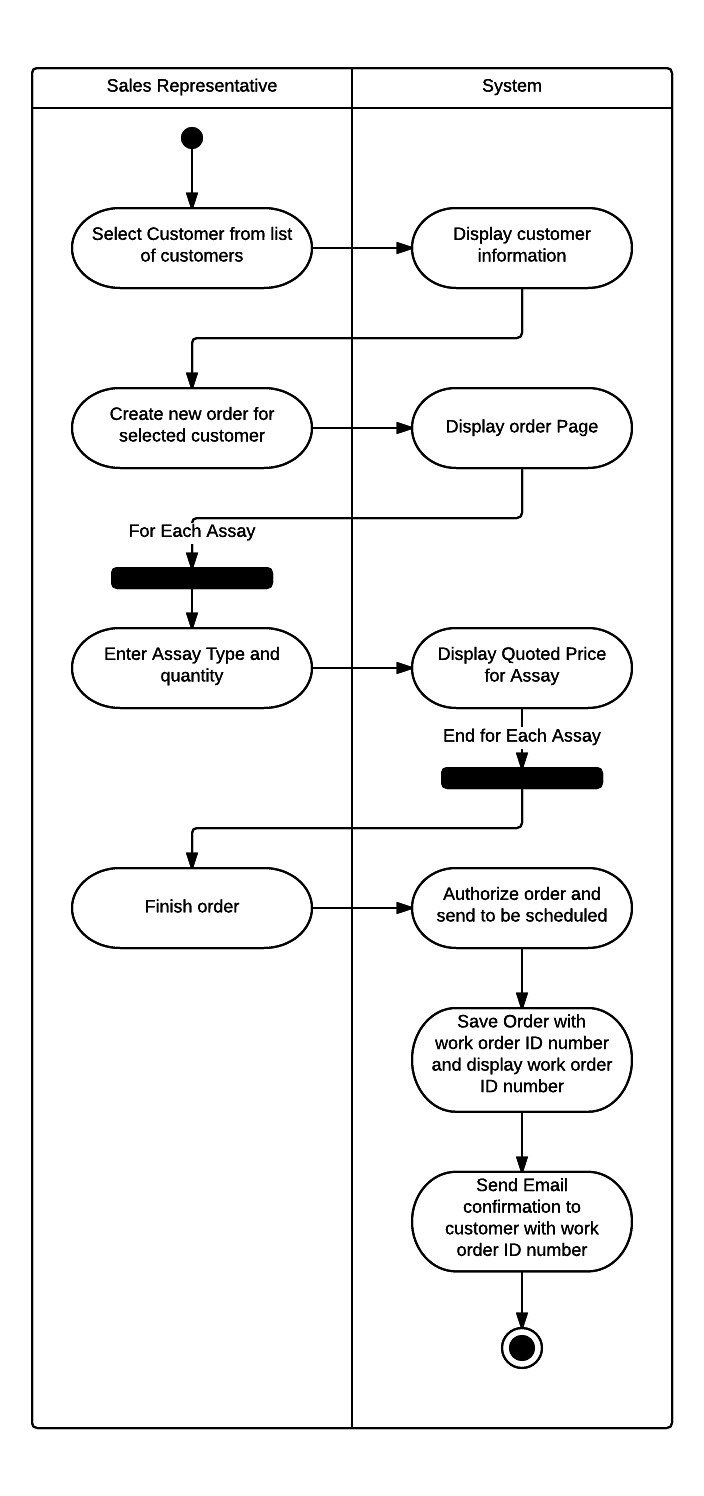 Sales Representative
System
Select Customer from list
of customers
Display customer
information
Create new order for
selected customer
Display order Page
For Each Assay
Enter Assay Type and
quantity
Display Quoted Price
for Assay
End for Each Assay
Finish order
Authorize order and
send to be scheduled
Save Order with
work order ID number
and display work order
ID number
Send Email
confirmation to
customer with work
order ID number